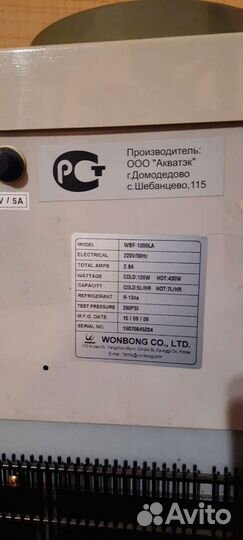 РСТ
Производитель:
ООО "Акватэк"
г.Домодедово
с.Шебанцево,115
V / 5A
MODEL WBF-1000LA
ELECTRICAL 220V/50Hz
TOTAL AMPS 2.8A
WATTAGE COLD:120W HOT:430W
CAPACITY COLD:5L/HR HOT:7L/HR
REFRIGERANT R-134a
TEST PRESSURE 260PSI
M.F.G 15 / 09 / 06
SERIAL NO.
WONBONG CO., LTD.
Avito